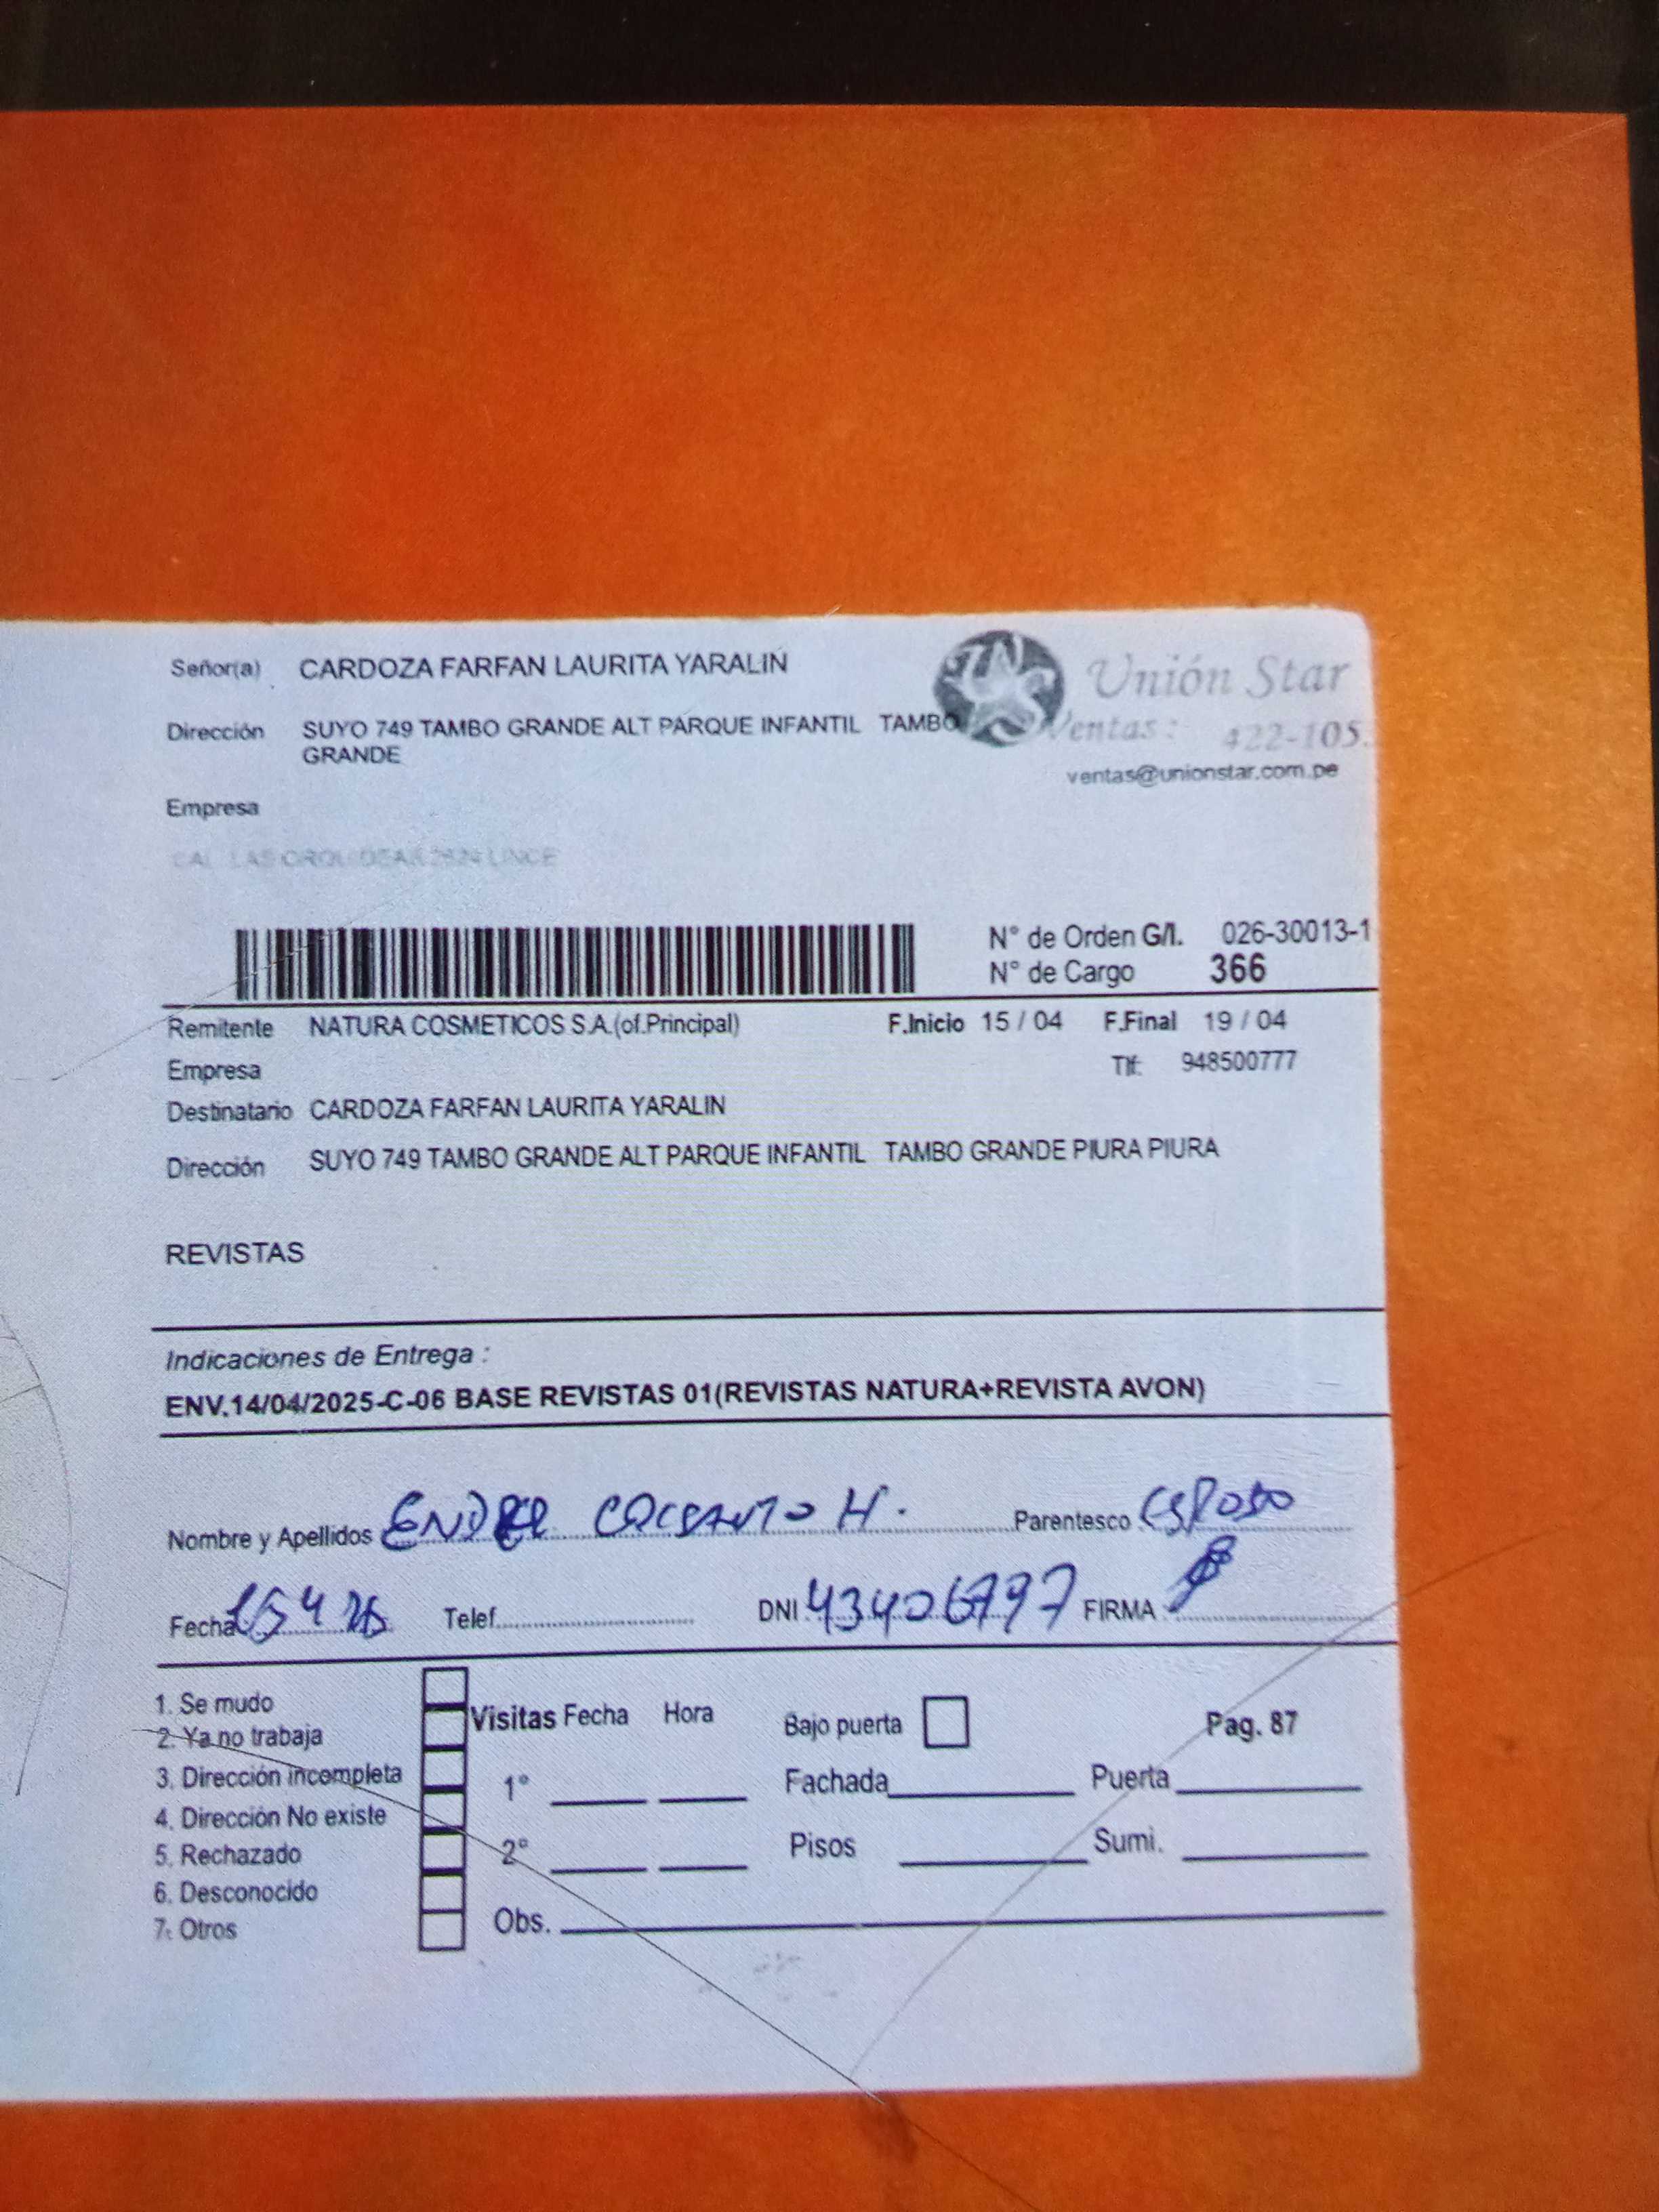 Señor(a) CARDOZA FARFAN LAURITA YARALIN
Unión Star
Dirección SUYO 749 TAMBO GRANDE ALT PARQUE INFANTIL TAMBO
GRANDE
Ventas: 422-105
ventas@unionstar.com.pe
Empresa
CAL LAS ORQUIDEAS LINCE
N° de Orden G/I. 026-30013-1
N° de Cargo 366
Remitente NATURA COSMETICOS S.A.(of.Principal) F.Inicio 15 / 04 F.Final 19 / 04
Empresa Tlf: 948500777
Destinatario CARDOZA FARFAN LAURITA YARALIN
Dirección SUYO 749 TAMBO GRANDE ALT PARQUE INFANTIL TAMBO GRANDE PIURA PIURA
REVISTAS
Indicaciones de Entrega :
ENV.14/04/2025-C-06 BASE REVISTAS 01(REVISTAS NATURA+REVISTA AVON)
Nombre y Apellidos H. Parentesco ESPOSO
Fecha 15 4 25 Telef. DNI 43406797 FIRMA
1. Se mudo
2. Ya no trabaja
3. Dirección incompleta
4. Dirección No existe
5. Rechazado
6. Desconocido
7. Otros
Visitas Fecha Hora Bajo puerta Pag. 87
1° Fachada Puerta
2° Pisos Sumi.
Obs.